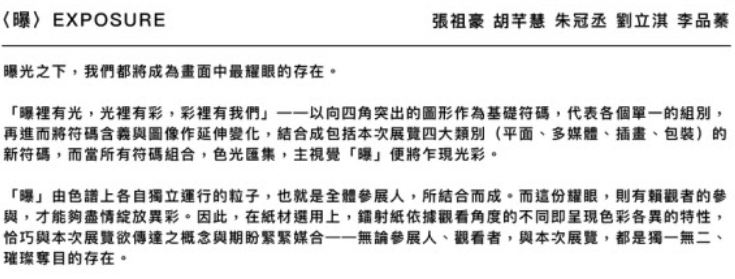 〈曝〉EXPOSURE
張祖豪 胡芊慧 朱冠丞 劉立淇 李品蓁
曝光之下，我們都將成為畫面中最耀眼的存在。
「曝裡有光，光裡有彩，彩裡有我們」——以向四角突出的圖形作為基礎符碼，代表各個單一的組別，
再進而將符碼含義與圖像作延伸變化，結合成包括本次展覽四大類別（平面、多媒體、插畫、包裝）的
新符碼，而當所有符碼組合，色光匯集，主視覺「曝」便將乍現光彩。
「曝」由色譜上各自獨立運行的粒子，也就是全體參展人，所結合而成。而這份耀眼，則有賴觀者的參
與，才能夠盡情綻放異彩。因此，在紙材選用上，鐳射紙依據觀看角度的不同即呈現色彩各異的特性，
恰巧與本次展覽欲傳達之概念與期盼緊緊媒合——無論參展人、觀看者，與本次展覽，都是獨一無二、
璀璨奪目的存在。